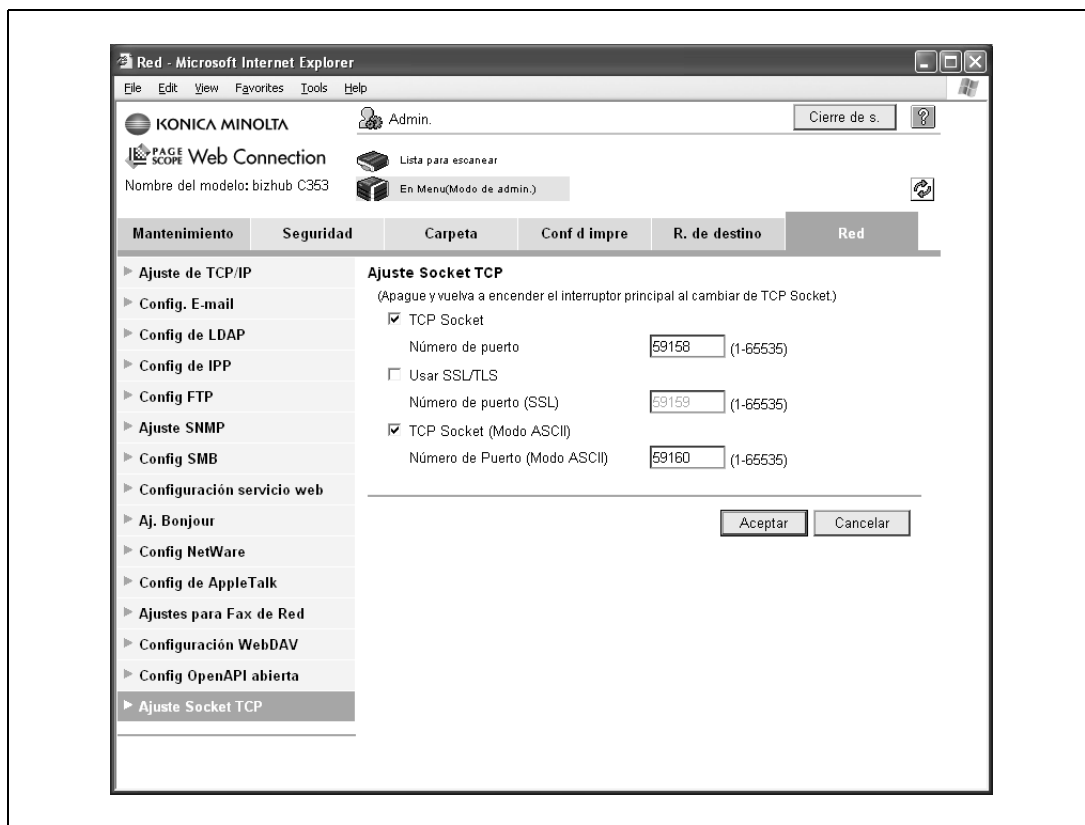 Red - Microsoft Internet Explorer
File Edit View Favorites Tools Help
KONICA MINOLTA
Admin.
Cierre de s.
?
PAGE SCOPE Web Connection
Lista para escanear
Nombre del modelo: bizhub C353
En Menu(Modo de admin.)
Mantenimiento Seguridad Carpeta Conf d impre R. de destino Red
Ajuste de TCP/IP
Config. E-mail
Config de LDAP
Config de IPP
Config FTP
Ajuste SNMP
Config SMB
Configuración servicio web
Aj. Bonjour
Config NetWare
Config de AppleTalk
Ajustes para Fax de Red
Configuración WebDAV
Config OpenAPI abierta
Ajuste Socket TCP
Ajuste Socket TCP
(Apague y vuelva a encender el interruptor principal al cambiar de TCP Socket.)
TCP Socket
Número de puerto 59158 (1-65535)
Usar SSL/TLS
Número de puerto (SSL) 59159 (1-65535)
TCP Socket (Modo ASCII)
Número de Puerto (Modo ASCII) 59160 (1-65535)
Aceptar Cancelar